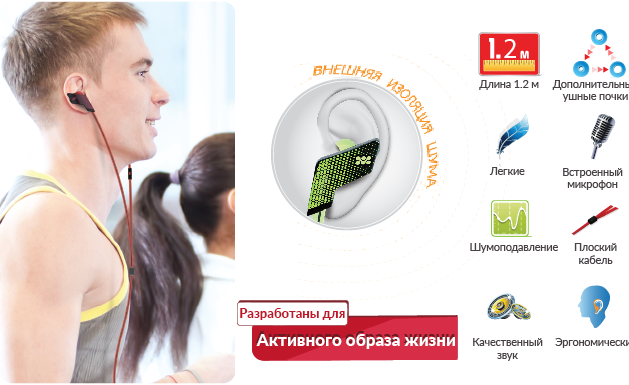 ВНЕШНЯЯ ИЗОЛЯЦИЯ ШУМА
1.2 м
Длина 1.2 м
Дополнительны
ушные почки
Легкие
Встроенный
микрофон
Шумоподавление
Плоский
кабель
Качественный
звук
Эргономически
Разработаны для
Активного образа жизни